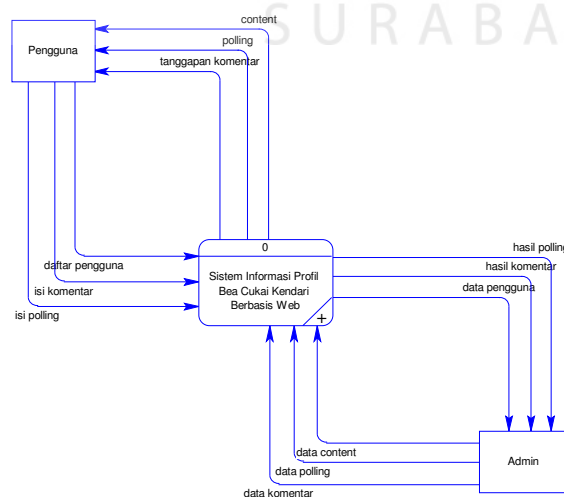 SURABA
content
polling
tanggapan komentar
Pengguna
daftar pengguna
isi komentar
isi polling
0
Sistem Informasi Profil
Bea Cukai Kendari
Berbasis Web
+
hasil polling
hasil komentar
data pengguna
data content
data polling
data komentar
Admin